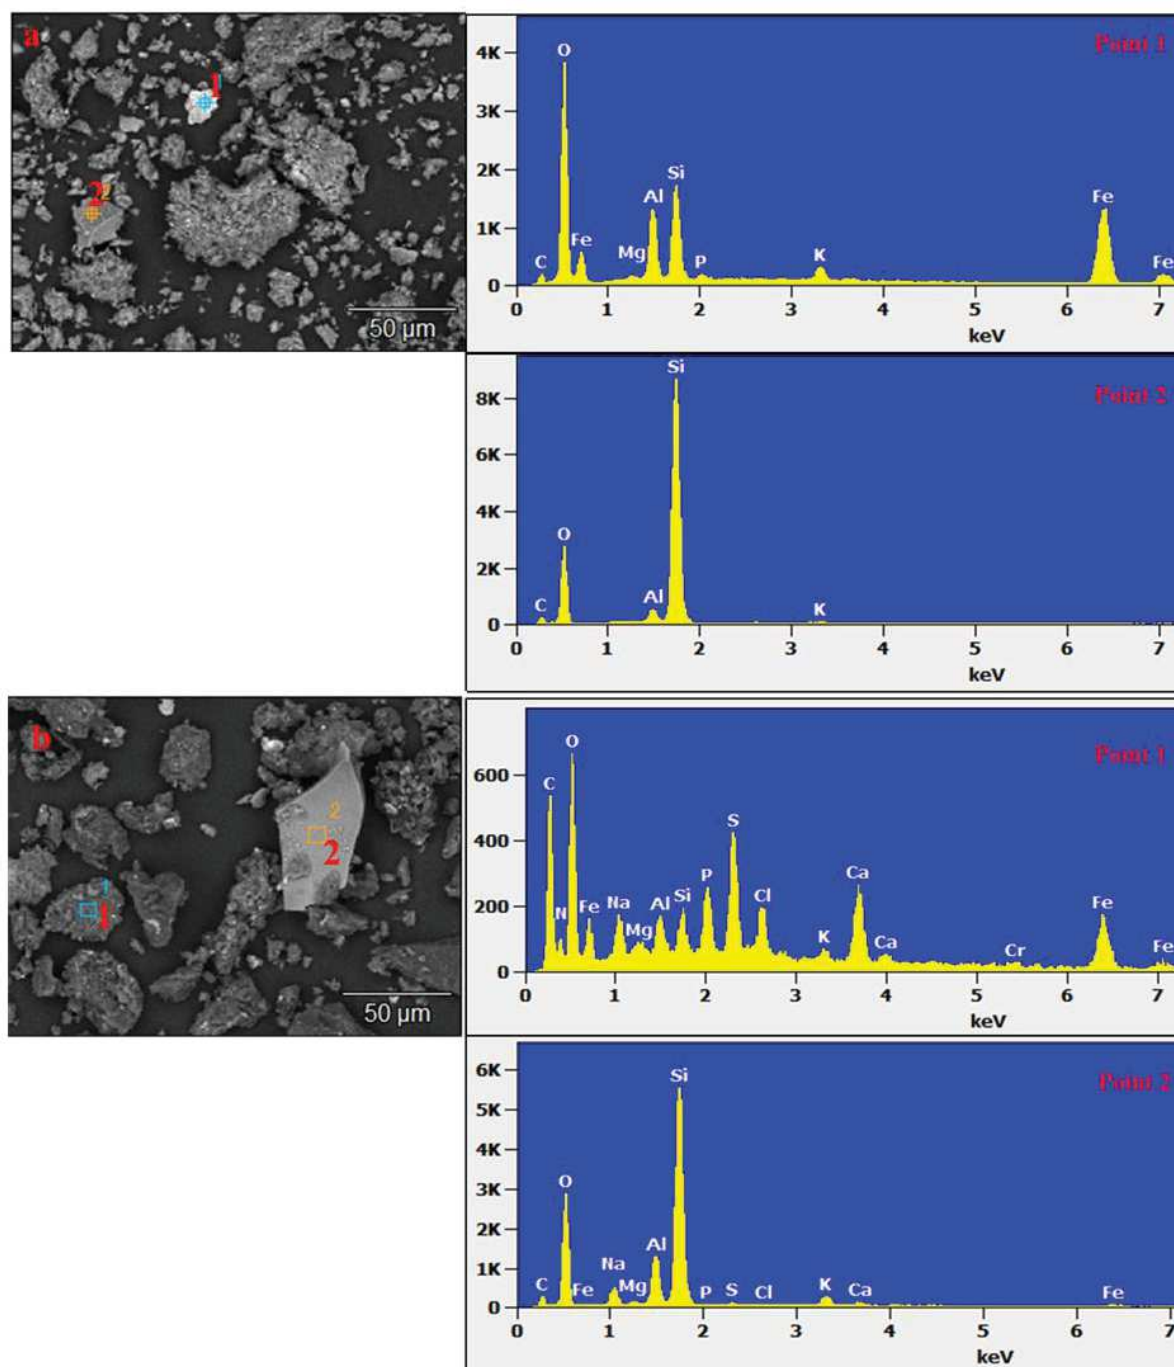 a
1
2
2
50 µm
Point 1
4K
3K
2K
1K
0
C O Fe Mg Al Si P K Fe Fe
0 1 2 3 4 5 6 7
keV
Point 2
8K
6K
4K
2K
0
C O Al Si K
0 1 2 3 4 5 6 7
keV
b
1
1
2
2
50 µm
Point 1
600
400
200
0
C N O Fe Na Mg Al Si P S Cl K Ca Ca Cr Fe Fe
0 1 2 3 4 5 6 7
keV
Point 2
6K
5K
4K
3K
2K
1K
0
C O Fe Na Mg Al Si P S Cl K Ca Fe
0 1 2 3 4 5 6 7
keV